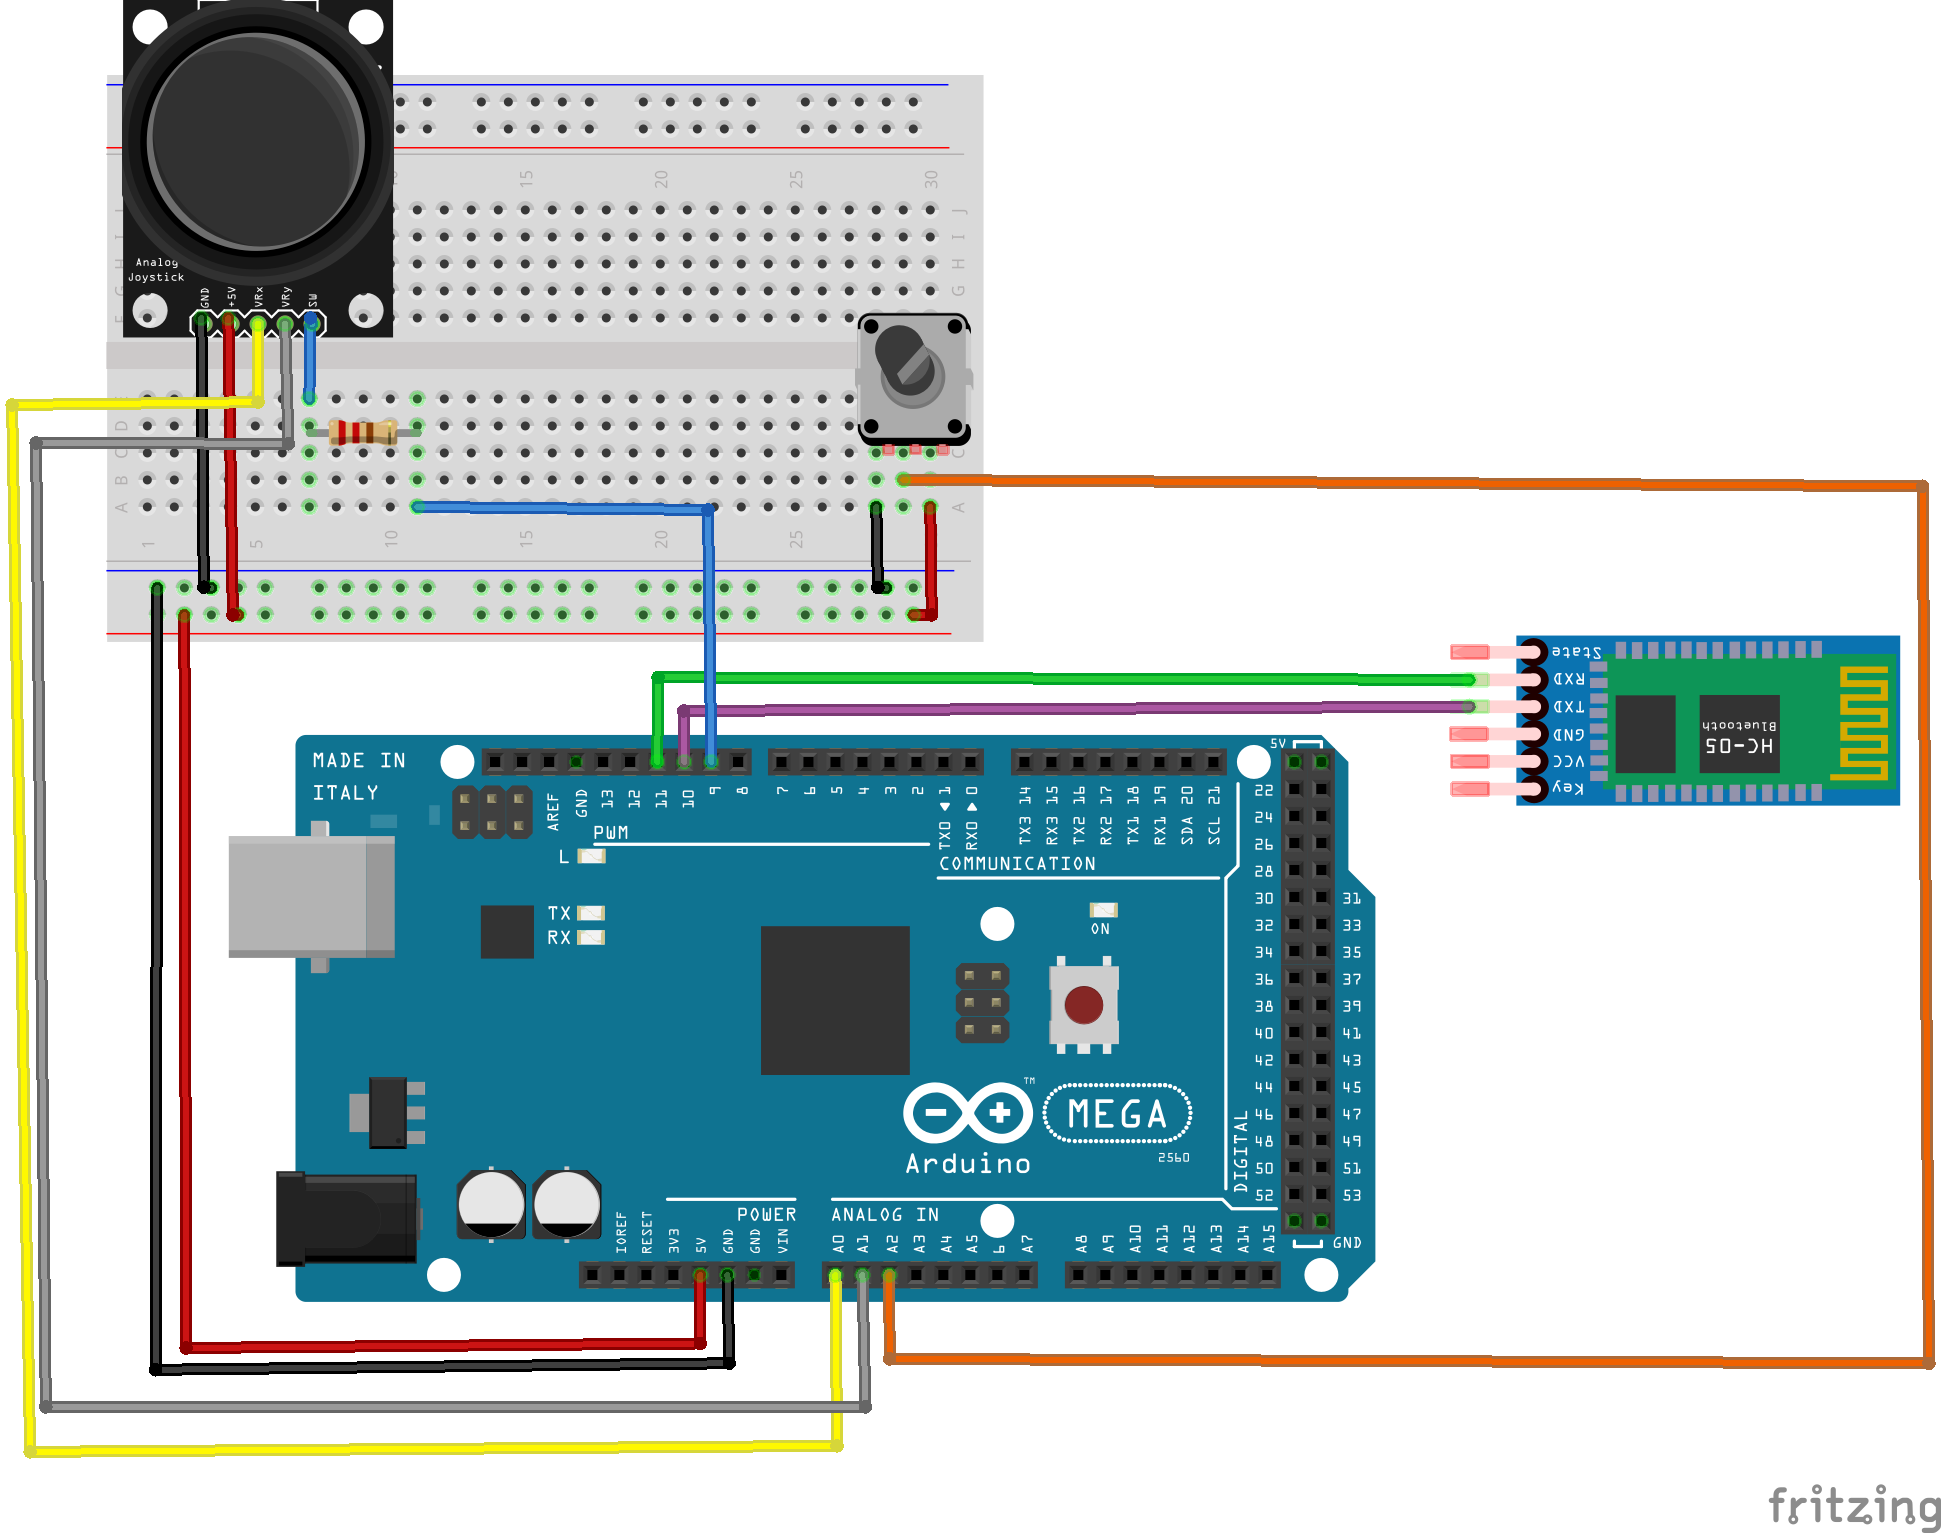 Analog
Joystick
GND
+5V
VRx
VRy
SW
15
20
25
30
J
I
H
G
F
J
I
H
G
E
D
C
B
A
C
A
1
5
10
15
20
25
State
RXD
TXD
GND
VCC
Key
Bluetooth
HC-05
MADE IN
ITALY
AREF
GND
13
12
11
10
9
8
7
6
5
4
3
2
TX0 ◀ 1
RX0 ▶ 0
TX3 14
RX3 15
TX2 16
RX2 17
TX1 18
RX1 19
SDA 20
SCL 21
5V
PWM
COMMUNICATION
L
TX
RX
ON
22
24
26
28
30 31
32 33
34 35
36 37
38 39
40 41
42 43
44 45
46 47
48 49
50 51
52 53
GND
DIGITAL
TM
MEGA
Arduino
2560
POWER
ANALOG IN
IOREF
RESET
3V3
5V
GND
GND
VIN
A0
A1
A2
A3
A4
A5
6
A7
A8
A9
A10
A11
A12
A13
A14
A15
fritzing